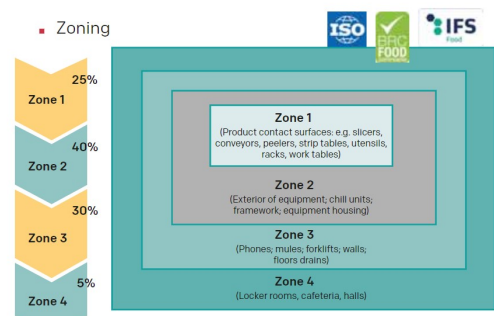 Zoning
ISO
BRC
FOOD
IFS
Food
25%
Zone 1
40%
Zone 2
30%
Zone 3
5%
Zone 4
Zone 1
(Product contact surfaces: e.g. slicers,
conveyors, peelers, strip tables, utensils,
racks, work tables)
Zone 2
(Exterior of equipment; chill units;
framework; equipment housing)
Zone 3
(Phones; mules; forklifts; walls;
floors drains)
Zone 4
(Locker rooms, cafeteria, halls)